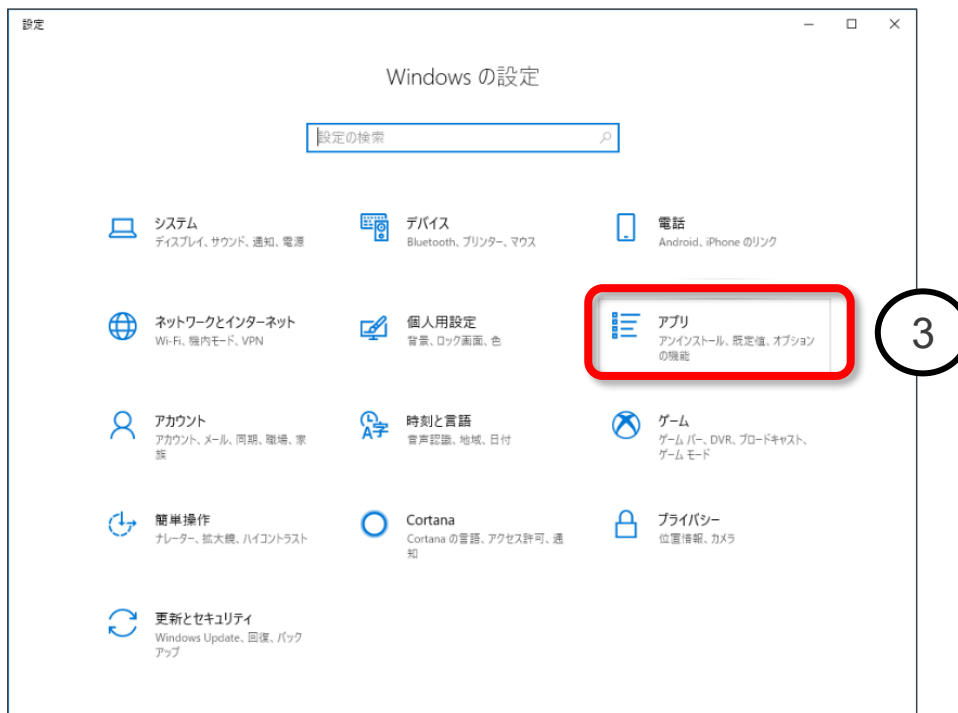 設定
Windows の設定
設定の検索
システム
ディスプレイ、サウンド、通知、電源
デバイス
Bluetooth、プリンター、マウス
電話
Android、iPhone のリンク
ネットワークとインターネット
Wi-Fi、機内モード、VPN
個人用設定
背景、ロック画面、色
アプリ
アンインストール、既定値、オプション
の機能
3
アカウント
アカウント、メール、同期、職場、家
族
時刻と言語
音声認識、地域、日付
ゲーム
ゲーム バー、DVR、ブロードキャスト、
ゲーム モード
簡単操作
ナレーター、拡大鏡、ハイコントラスト
Cortana
Cortana の言語、アクセス許可、通
知
プライバシー
位置情報、カメラ
更新とセキュリティ
Windows Update、回復、バック
アップ